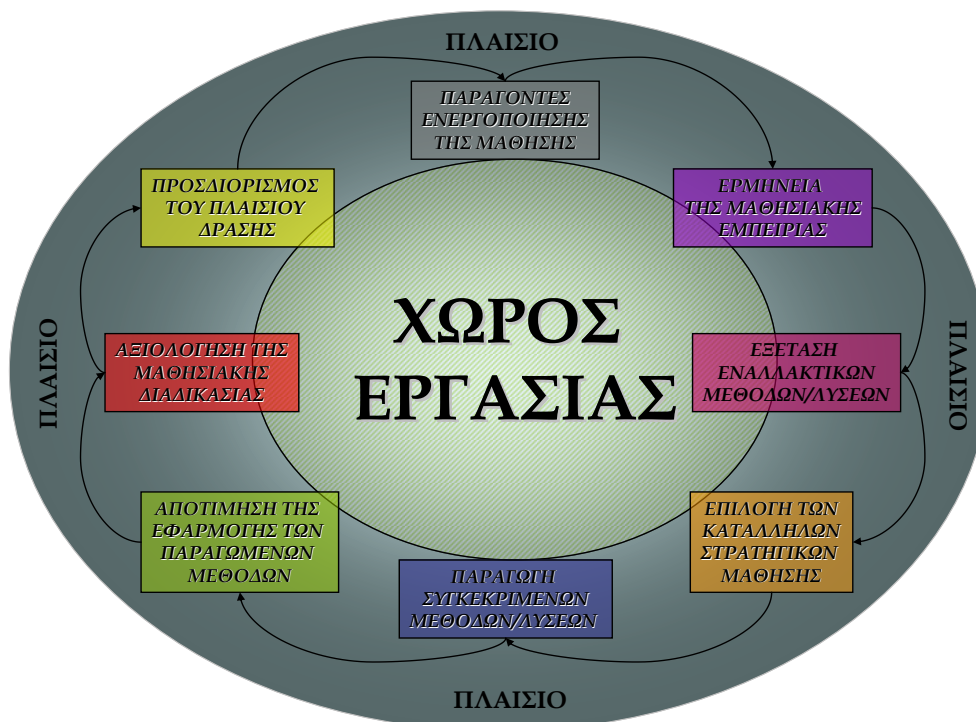 ΠΛΑΙΣΙΟ
ΠΑΡΑΓΟΝΤΕΣ
ΕΝΕΡΓΟΠΟΙΗΣΗΣ
ΤΗΣ ΜΑΘΗΣΗΣ
ΠΡΟΣΔΙΟΡΙΣΜΟΣ
ΤΟΥ ΠΛΑΙΣΙΟΥ
ΔΡΑΣΗΣ
ΕΡΜΗΝΕΙΑ
ΤΗΣ ΜΑΘΗΣΙΑΚΗΣ
ΕΜΠΕΙΡΙΑΣ
ΠΛΑΙΣΙΟ
ΑΞΙΟΛΟΓΗΣΗ ΤΗΣ
ΜΑΘΗΣΙΑΚΗΣ
ΔΙΑΔΙΚΑΣΙΑΣ
ΧΩΡΟΣ
ΕΡΓΑΣΙΑΣ
ΕΞΕΤΑΣΗ
ΕΝΑΛΛΑΚΤΙΚΩΝ
ΜΕΘΟΔΩΝ/ΛΥΣΕΩΝ
ΠΛΑΙΣΙΟ
ΑΠΟΤΙΜΗΣΗ ΤΗΣ
ΕΦΑΡΜΟΓΗΣ ΤΩΝ
ΠΑΡΑΓΩΜΕΝΩΝ
ΜΕΘΟΔΩΝ
ΠΑΡΑΓΩΓΗ
ΣΥΓΚΕΚΡΙΜΕΝΩΝ
ΜΕΘΟΔΩΝ/ΛΥΣΕΩΝ
ΕΠΙΛΟΓΗ ΤΩΝ
ΚΑΤΑΛΛΗΛΩΝ
ΣΤΡΑΤΗΓΙΚΩΝ
ΜΑΘΗΣΗΣ
ΠΛΑΙΣΙΟ